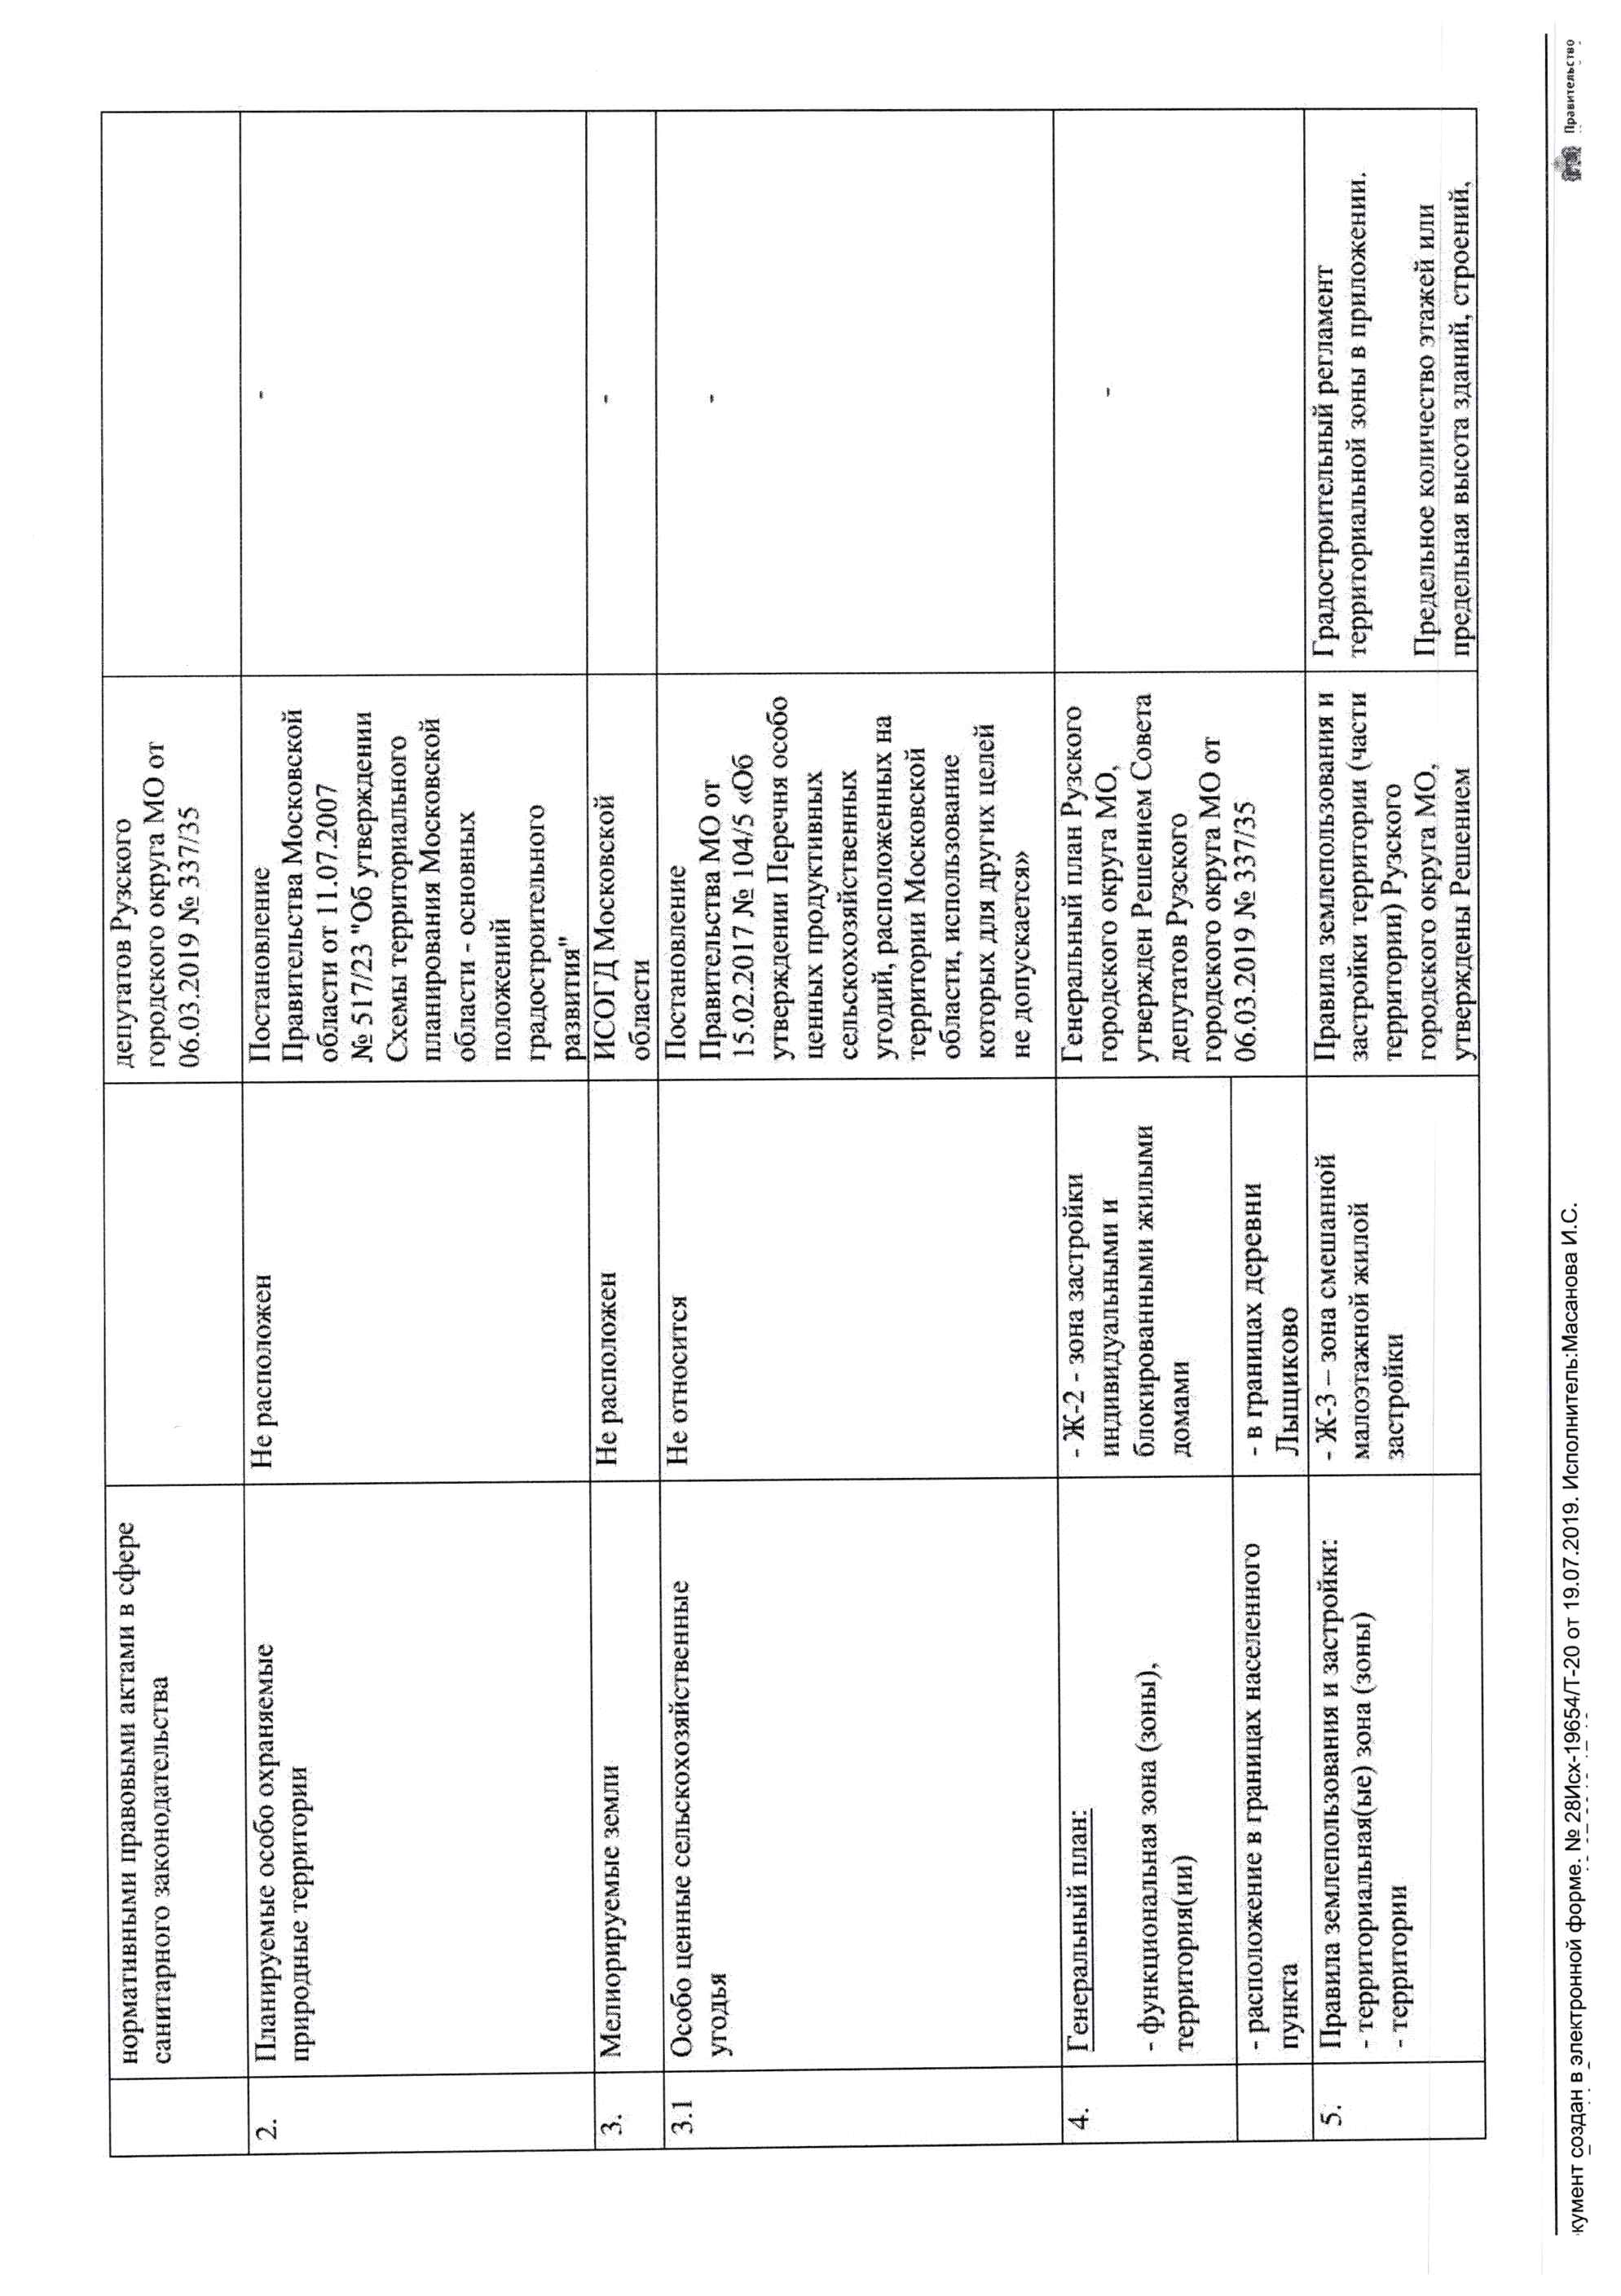 нормативными правовыми актами в сфере
санитарного законодательства
депутатов Рузского
городского округа МО от
06.03.2019 № 337/35
2.
Планируемые особо охраняемые
природные территории
Не расположен
Постановление
Правительства Московской
области от 11.07.2007
№ 517/23 "Об утверждении
Схемы территориального
планирования Московской
области - основных
положений
градостроительного
развития"
-
3.
Мелиорируемые земли
Не расположен
ИСОГД Московской
области
-
3.1
Особо ценные сельскохозяйственные
угодья
Не относится
Постановление
Правительства МО от
15.02.2017 № 104/5 «Об
утверждении Перечня особо
ценных продуктивных
сельскохозяйственных
угодий, расположенных на
территории Московской
области, использование
которых для других целей
не допускается»
-
4.
Генеральный план:
- функциональная зона (зоны),
территория(ии)
- Ж-2 - зона застройки
индивидуальными и
блокированными жилыми
домами
Генеральный план Рузского
городского округа МО,
утвержден Решением Совета
депутатов Рузского
городского округа МО от
06.03.2019 № 337/35
-
- расположение в границах населенного
пункта
- в границах деревни
Лыщиково
5.
Правила землепользования и застройки:
- территориальная(ые) зона (зоны)
- территории
- Ж-3 – зона смешанной
малоэтажной жилой
застройки
Правила землепользования и
застройки территории (части
территории) Рузского
городского округа МО,
утверждены Решением
Градостроительный регламент
территориальной зоны в приложении.
Предельное количество этажей или
предельная высота зданий, строений,
кумент создан в электронной форме. № 28Исх-19654/Т-20 от 19.07.2019. Исполнитель:Масанова И.С.
Правительство